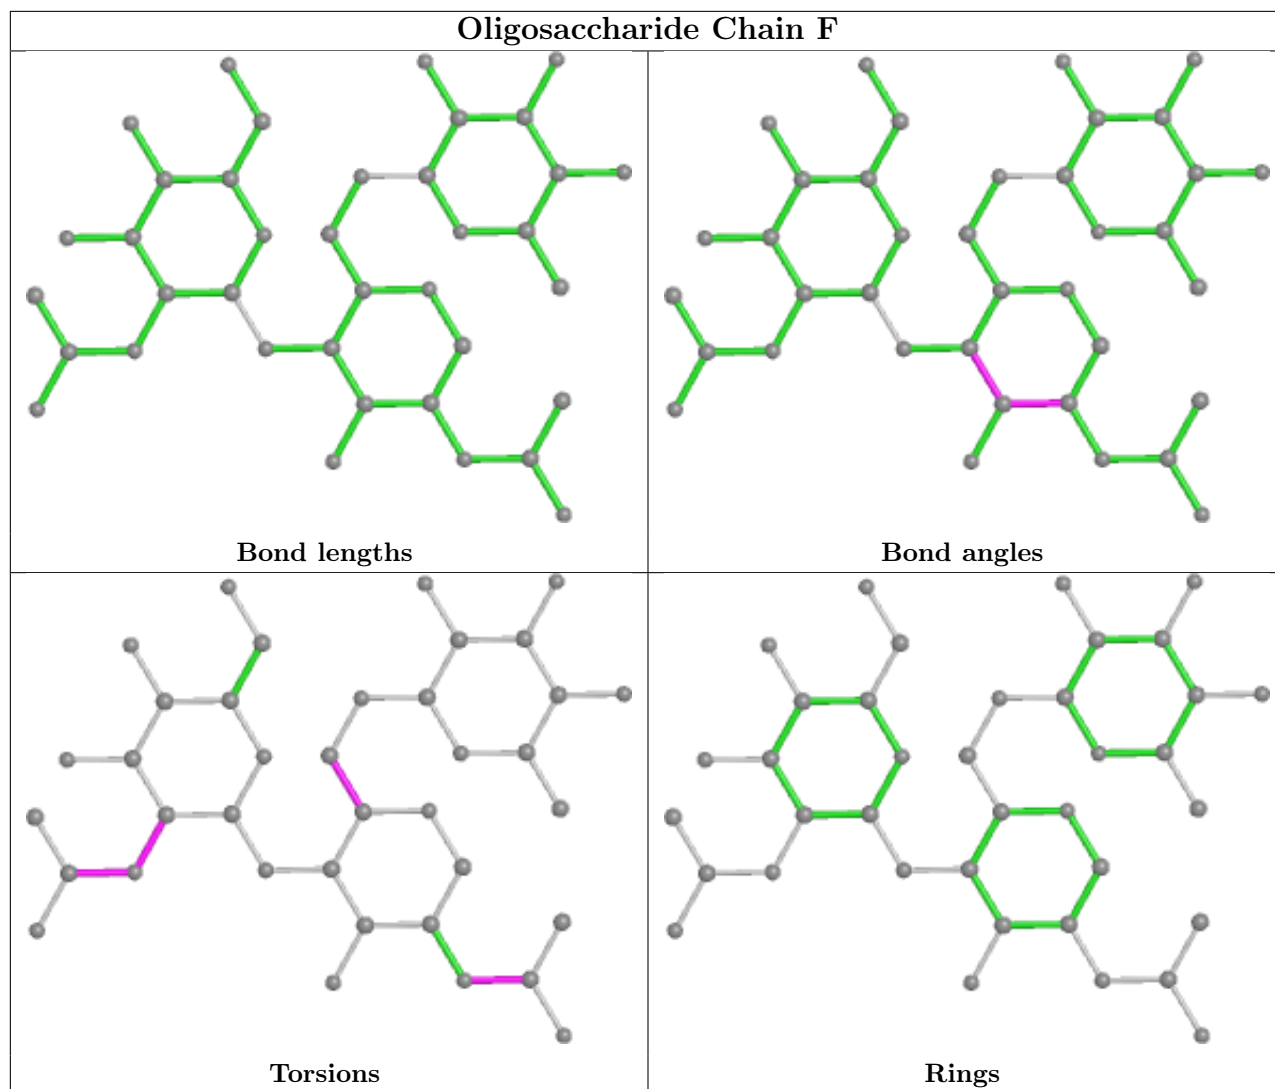 Oligosaccharide Chain F
Bond lengths
Bond angles
Torsions
Rings